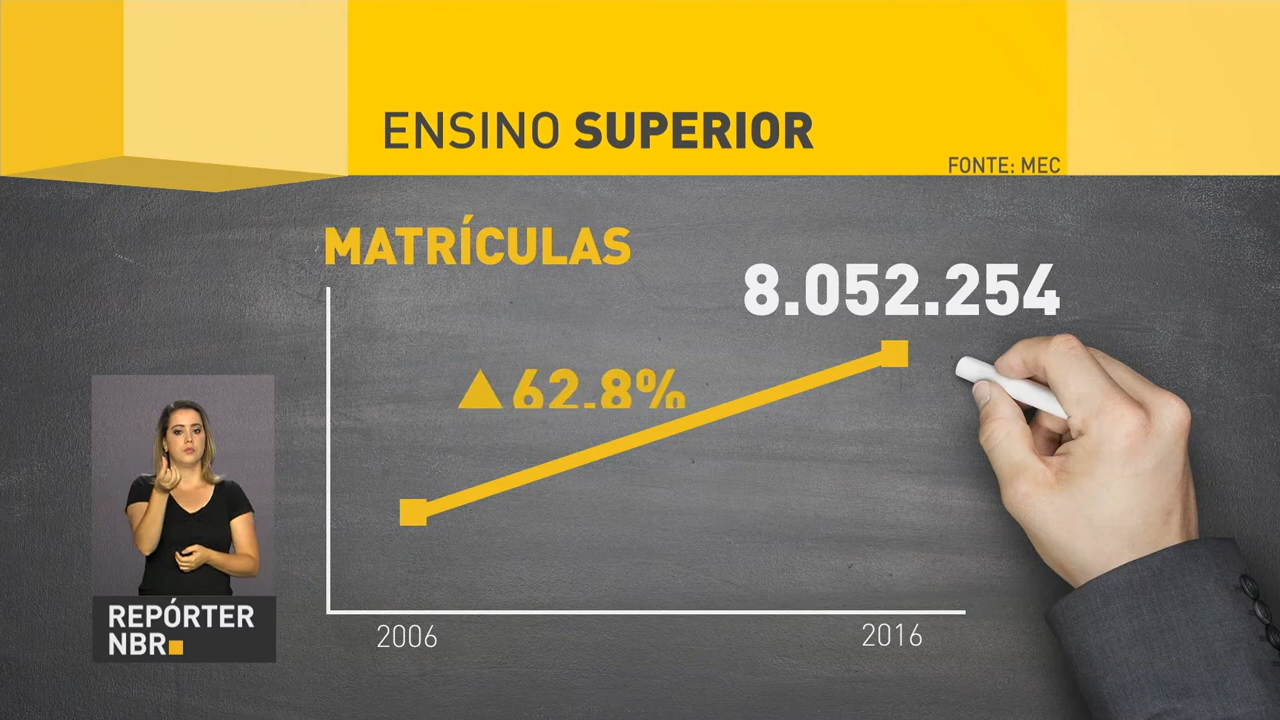 ENSINO SUPERIOR
FONTE: MEC
MATRÍCULAS
8.052.254
▲62.8%
2006
2016
REPÓRTER
NBR